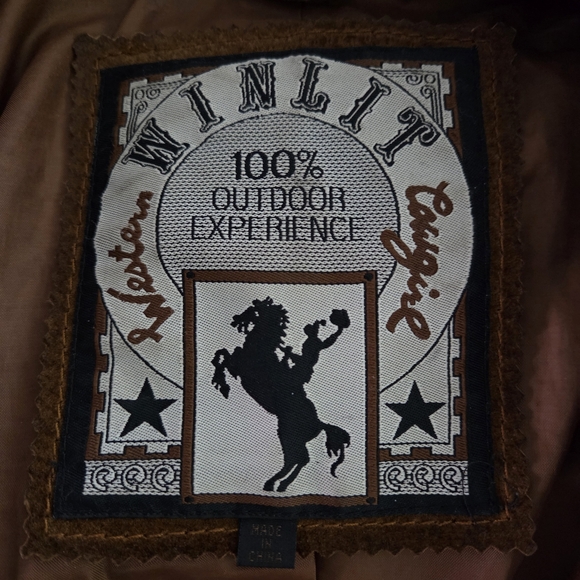 WINLIT
100%
OUTDOOR
EXPERIENCE
Western
Cowgirl
MADE
IN
CHINA